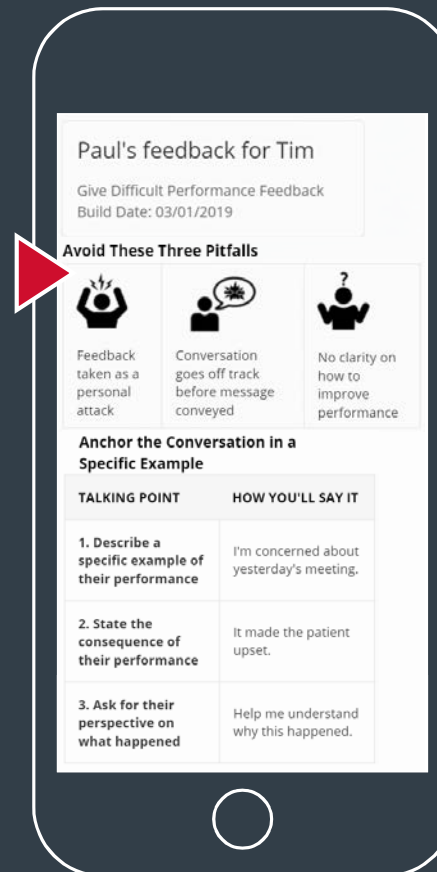 Paul's feedback for Tim
Give Difficult Performance Feedback
Build Date: 03/01/2019
Avoid These Three Pitfalls
?
Feedback
taken as a
personal
attack
Conversation
goes off track
before message
conveyed
No clarity on
how to
improve
performance
Anchor the Conversation in a
Specific Example
TALKING POINT
HOW YOU'LL SAY IT
1. Describe a
specific example of
their performance
I'm concerned about
yesterday's meeting.
2. State the
consequence of
their performance
It made the patient
upset.
3. Ask for their
perspective on
what happened
Help me understand
why this happened.